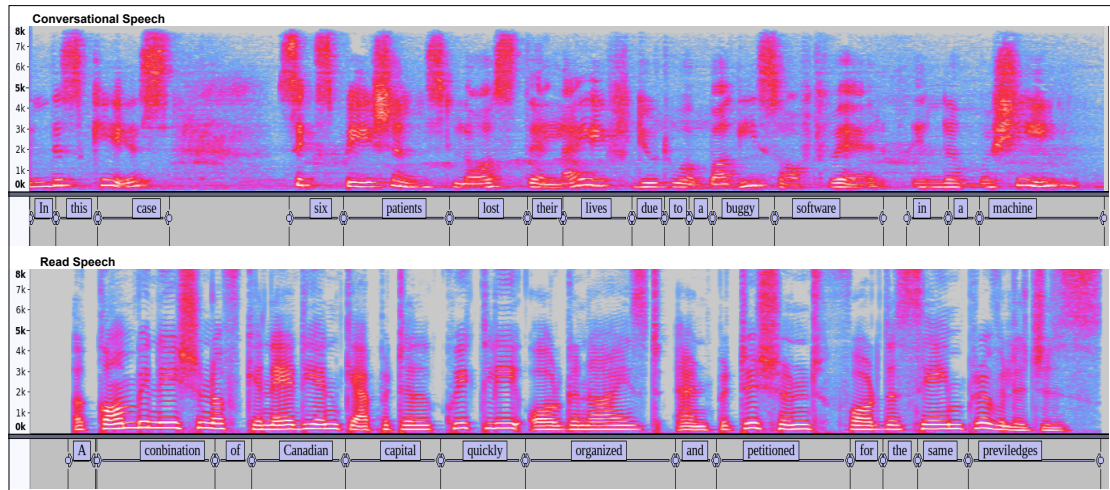 Conversational Speech
8k
7k
6k
5k
4k
3k
2k
1k
0k
In this case six patients lost their lives due to a buggy software in a machine
Read Speech
8k
7k
6k
5k
4k
3k
2k
1k
0k
A conbination of Canadian capital quickly organized and petitioned for the same previledges